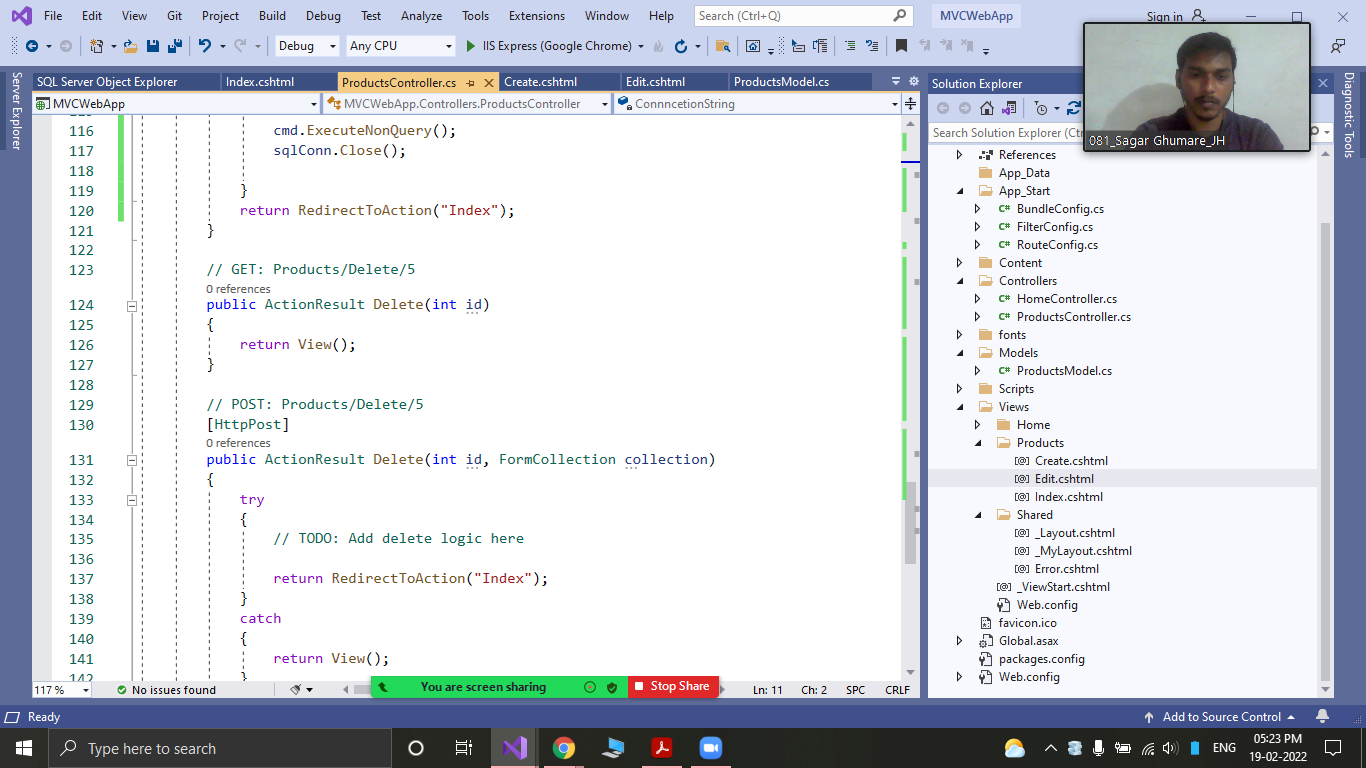 File Edit View Git Project Build Debug Test Analyze Tools Extensions Window Help Search (Ctrl+Q) MVCWebApp Sign in
Debug Any CPU IIS Express (Google Chrome)
Server Explorer
SQL Server Object Explorer Index.cshtml ProductsController.cs Create.cshtml Edit.cshtml ProductsModel.cs
MVCWebApp MVCWebApp.Controllers.ProductsController ConnncetionString
116 cmd.ExecuteNonQuery();
117 sqlConn.Close();
118
119 }
120 return RedirectToAction("Index");
121 }
122
123 // GET: Products/Delete/5
0 references
124 public ActionResult Delete(int id)
125 {
126 return View();
127 }
128
129 // POST: Products/Delete/5
130 [HttpPost]
0 references
131 public ActionResult Delete(int id, FormCollection collection)
132 {
133 try
134 {
135 // TODO: Add delete logic here
136
137 return RedirectToAction("Index");
138 }
139 catch
140 {
141 return View();
142 }
117 % No issues found Ln: 11 Ch: 2 SPC CRLF
You are screen sharing Stop Share
Solution Explorer
Search Solution Explorer (Ctr
081_Sagar Ghumare_JH
Diagnostic Tools
References
App_Data
App_Start
C# BundleConfig.cs
C# FilterConfig.cs
C# RouteConfig.cs
Content
Controllers
C# HomeController.cs
C# ProductsController.cs
fonts
Models
C# ProductsModel.cs
Scripts
Views
Home
Products
[@] Create.cshtml
[@] Edit.cshtml
[@] Index.cshtml
Shared
[@] _Layout.cshtml
[@] _MyLayout.cshtml
[@] Error.cshtml
[@] _ViewStart.cshtml
Web.config
favicon.ico
Global.asax
packages.config
Web.config
Ready Add to Source Control
Type here to search ENG 05:23 PM
19-02-2022